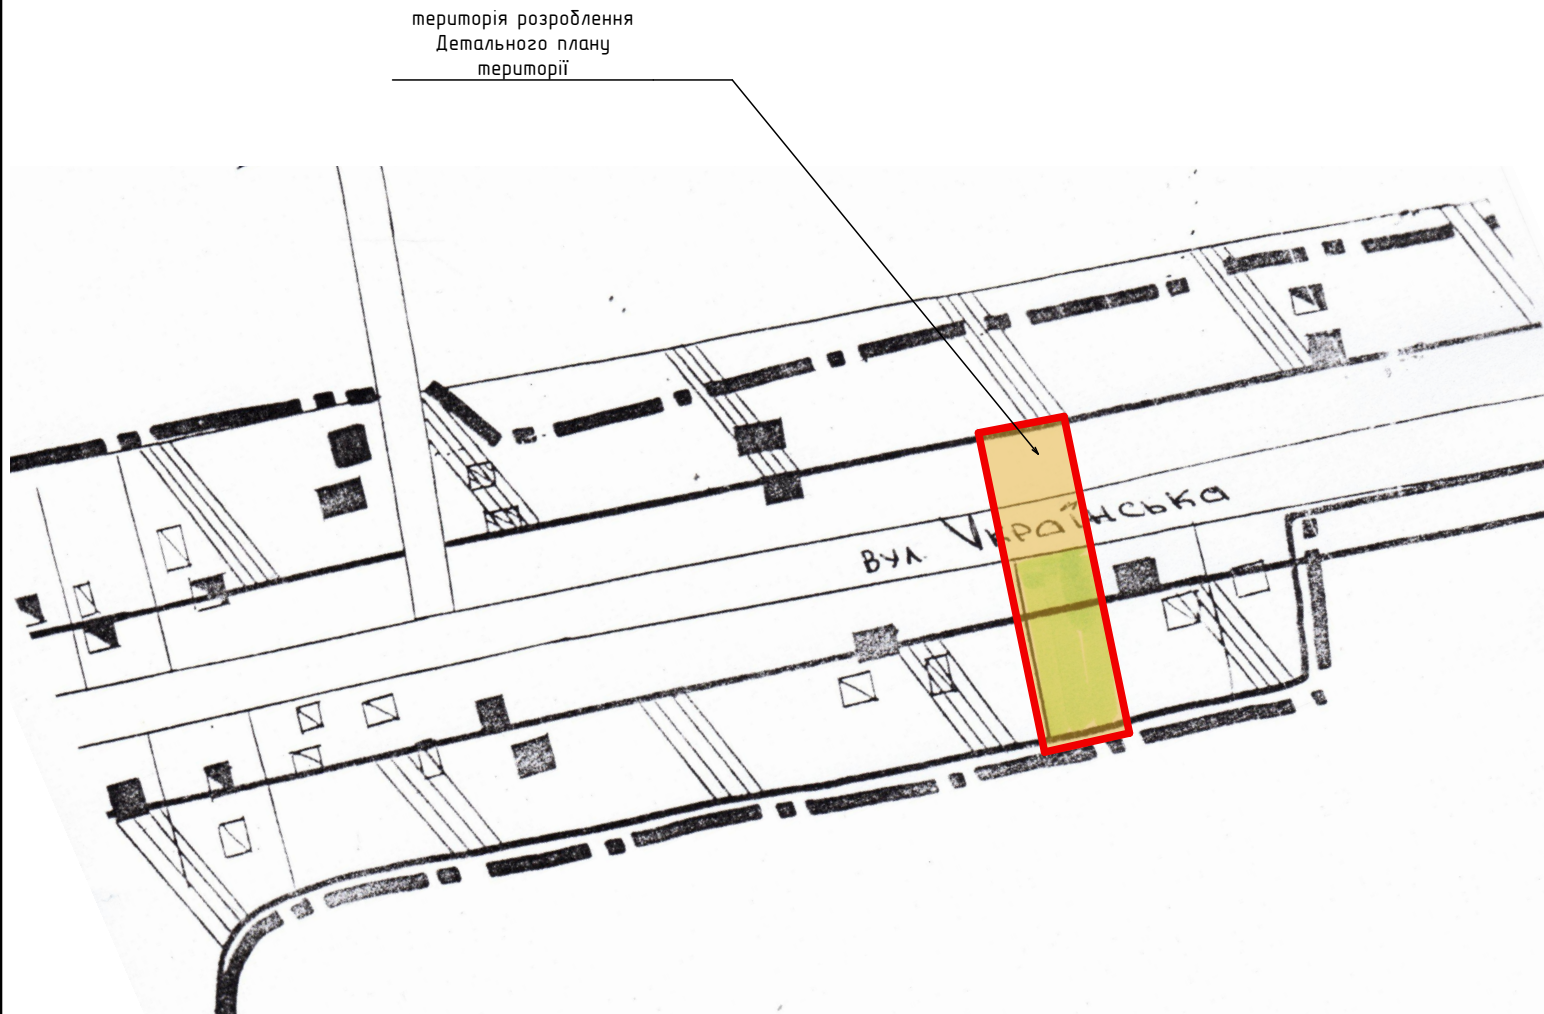 територія розроблення
Детального плану
території
вул. Українська